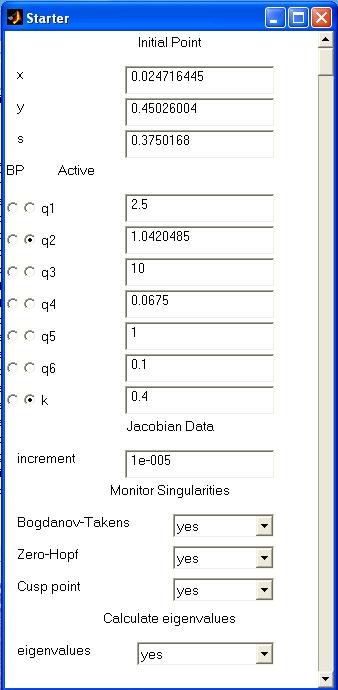 Starter
Initial Point
x 0.024716445
y 0.45026004
s 0.3750168
BP Active
q1 2.5
q2 1.0420485
q3 10
q4 0.0675
q5 1
q6 0.1
k 0.4
Jacobian Data
increment 1e-005
Monitor Singularities
Bogdanov-Takens yes
Zero-Hopf yes
Cusp point yes
Calculate eigenvalues
eigenvalues yes